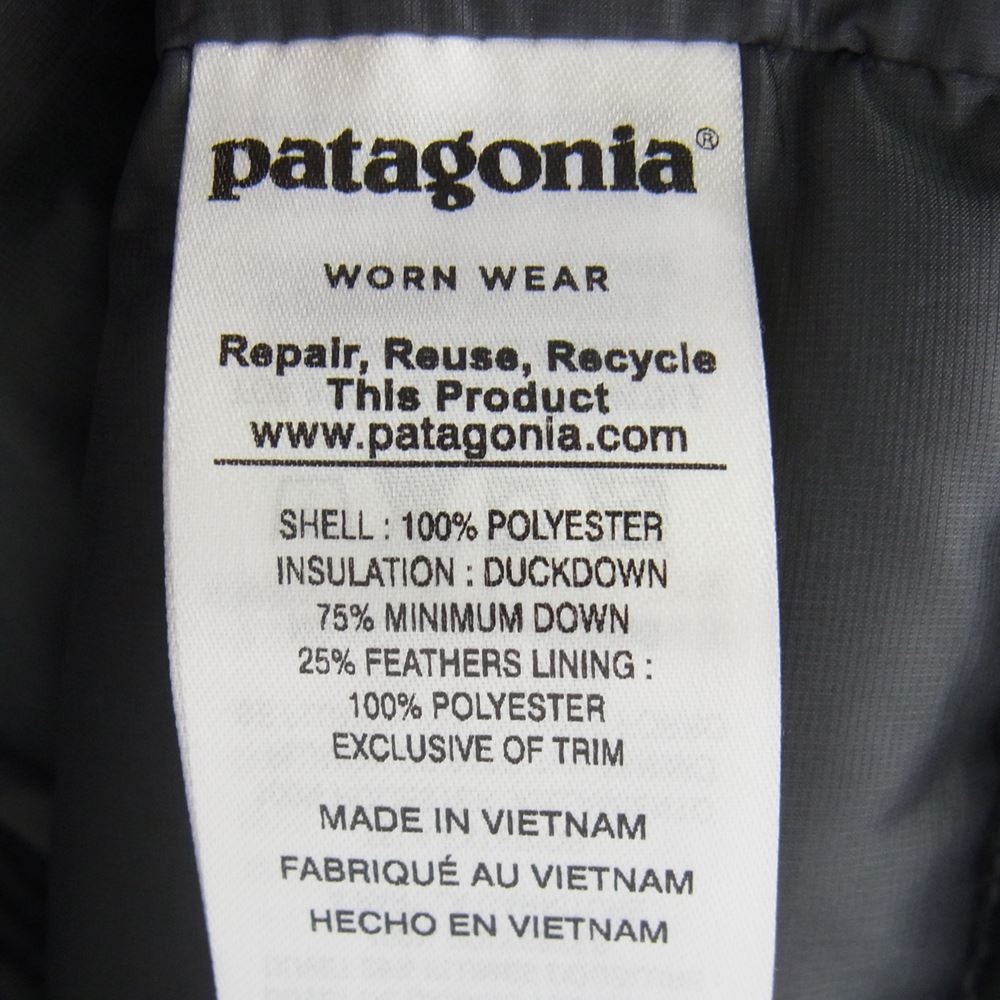 patagonia®
WORN WEAR
Repair, Reuse, Recycle
This Product
www.patagonia.com
SHELL : 100% POLYESTER
INSULATION : DUCKDOWN
75% MINIMUM DOWN
25% FEATHERS LINING :
100% POLYESTER
EXCLUSIVE OF TRIM
MADE IN VIETNAM
FABRIQUÉ AU VIETNAM
HECHO EN VIETNAM